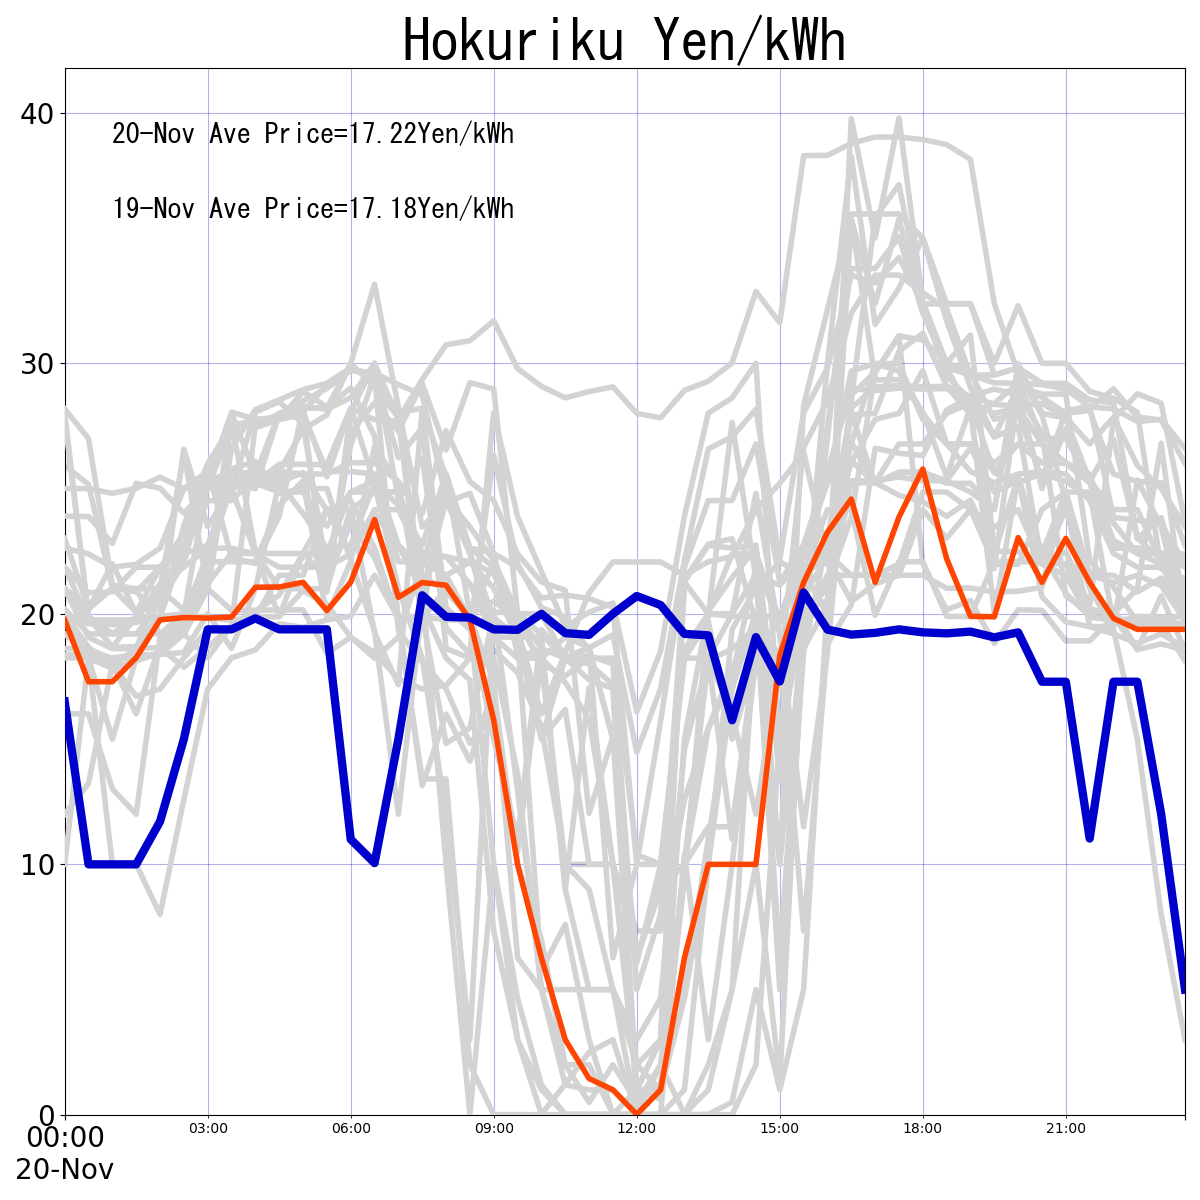 Hokuriku Yen/kWh
40
20-Nov Ave Price=17.22Yen/kWh
19-Nov Ave Price=17.18Yen/kWh
30
20
10
0
00:00 03:00 06:00 09:00 12:00 15:00 18:00 21:00
20-Nov